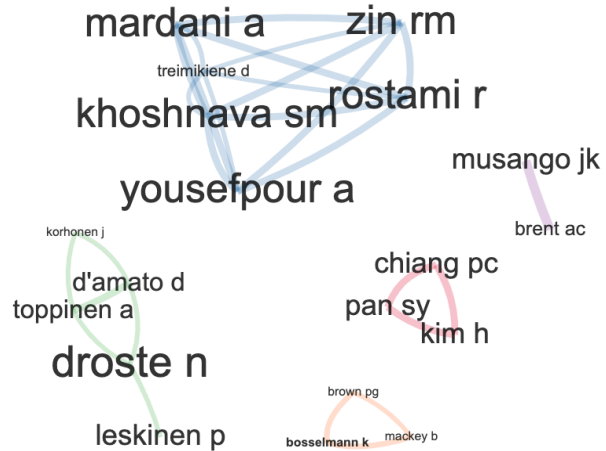 mardani a
zin rm
treimikiene d
khoshnava sm
rostami r
musango jk
yousefpour a
brent ac
korhonen j
chiang pc
d'amato d
toppinen a
pan sy
kim h
droste n
brown pg
leskinen p
bosselmann k
mackey b